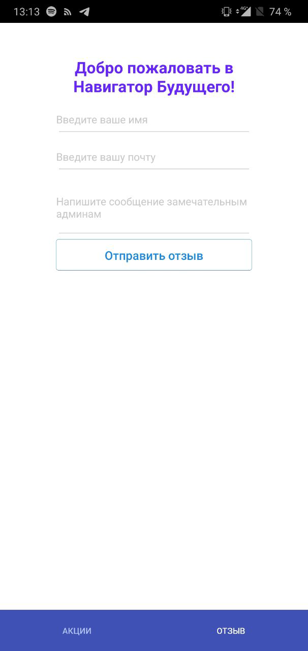 13:13
74 %
Добро пожаловать в
Навигатор Будущего!
Введите ваше имя
Введите вашу почту
Напишите сообщение замечательным
админам
Отправить отзыв
АКЦИИ
ОТЗЫВ